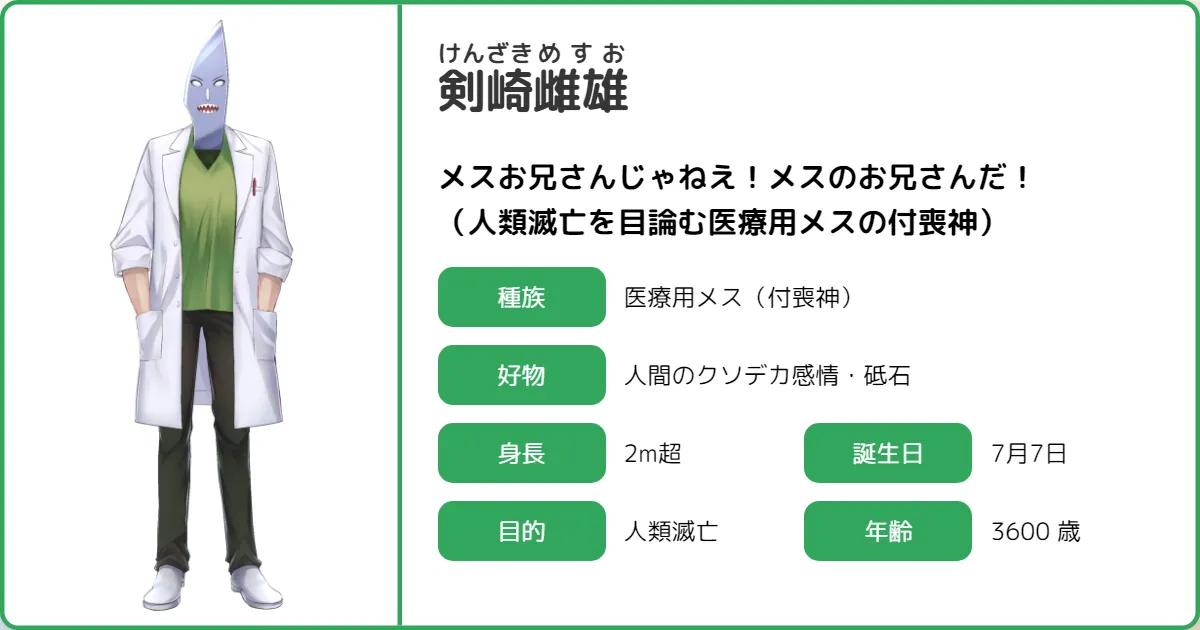 けんざきめすお
剣崎雌雄
メスお兄さんじゃねえ！メスのお兄さんだ！
（人類滅亡を目論む医療用メスの付喪神）
種族 医療用メス（付喪神）
好物 人間のクソデカ感情・砥石
身長 2m超 誕生日 7月7日
目的 人類滅亡 年齢 3600 歳